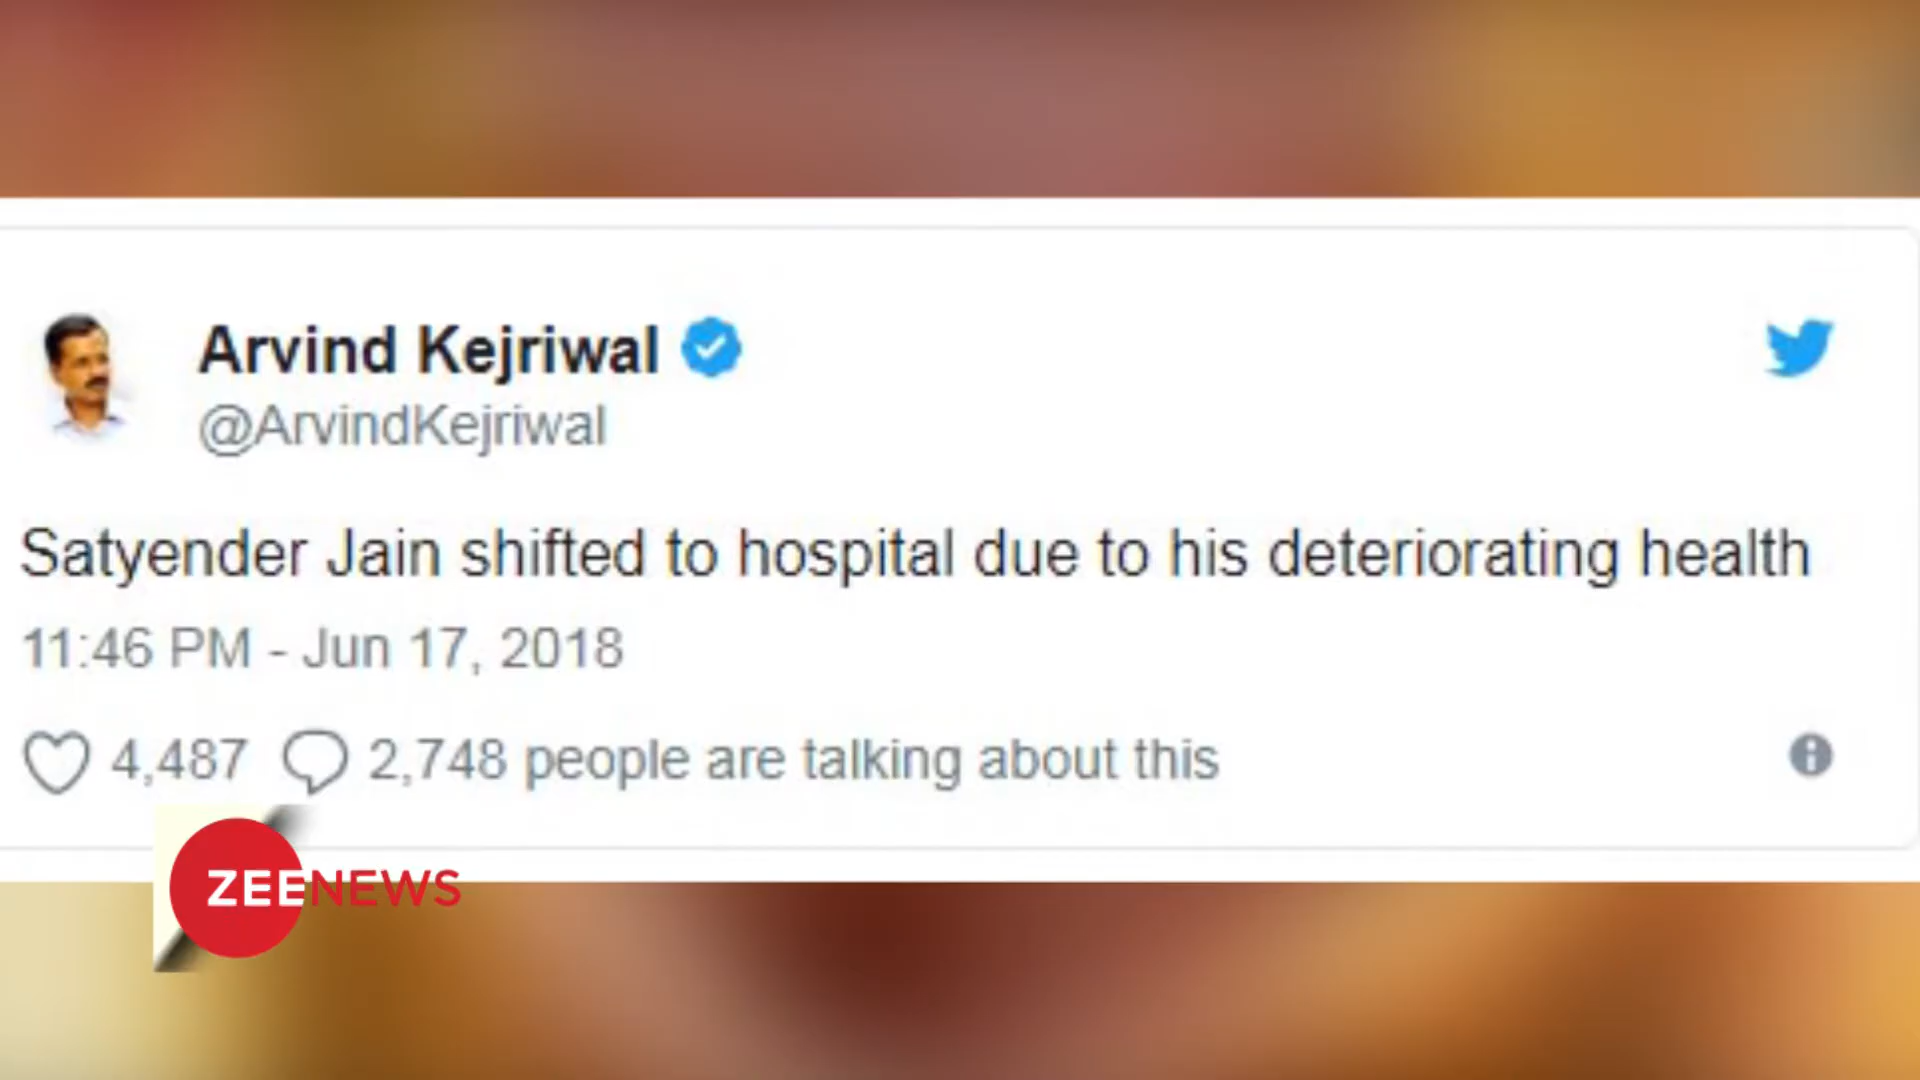 Arvind Kejriwal
@ArvindKejriwal
Satyender Jain shifted to hospital due to his deteriorating health
11:46 PM - Jun 17, 2018
4,487 2,748 people are talking about this
ZEENEWS